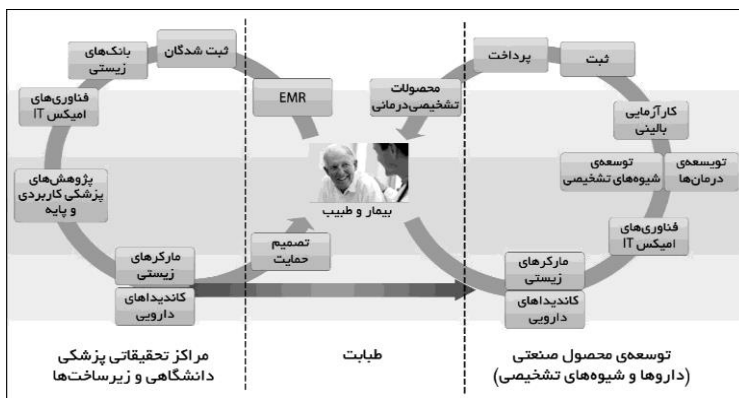 ثبت شدگان
بانک‌های
زیستی
فناوری‌های
امیکس IT
پژوهش‌های
پزشکی کاربردی
و پایه
مارکرهای
زیستی
کاندیداهای
دارویی
EMR
تصمیم
حمایت
بیمار و طبیب
محصولات
تشخیصی‌درمانی
پرداخت
ثبت
کارآزمایی
بالینی
توسعه‌ی
شیوه‌های تشخیصی
تویسعه‌ی
درمان‌ها
فناوری‌های
امیکس IT
مارکرهای
زیستی
کاندیداهای
دارویی
مراکز تحقیقاتی پزشکی
دانشگاهی و زیرساخت‌ها
طبابت
توسعه‌ی محصول صنعتی
(داروها و شیوه‌های تشخیصی)